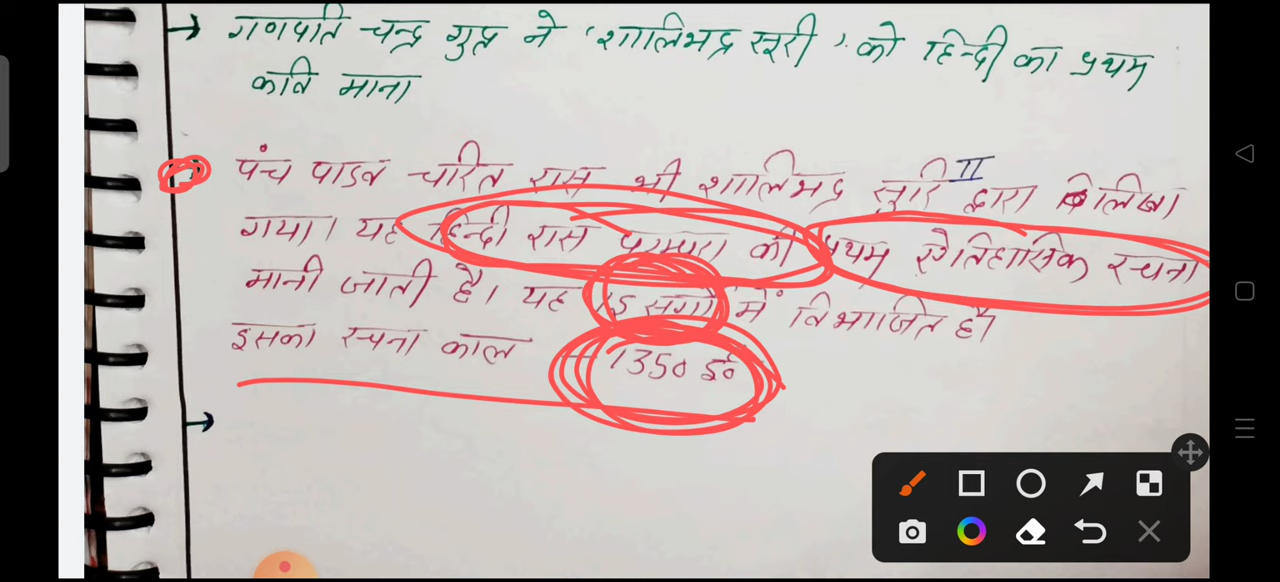 → गणपति चन्द्र गुप्त ने 'शालिभद्र सूरी' को हिन्दी का प्रथम
कवि माना
पंच पाडव चरित रास भी शालिभद्र सूरि II द्वारा लिखा
गया। यह हिन्दी रास परम्परा की प्रथम ऐतिहासिक रचना
मानी जाती है। यह 15 सर्गो में विभाजित है।
इसका रचना काल - 1350 ई०
→